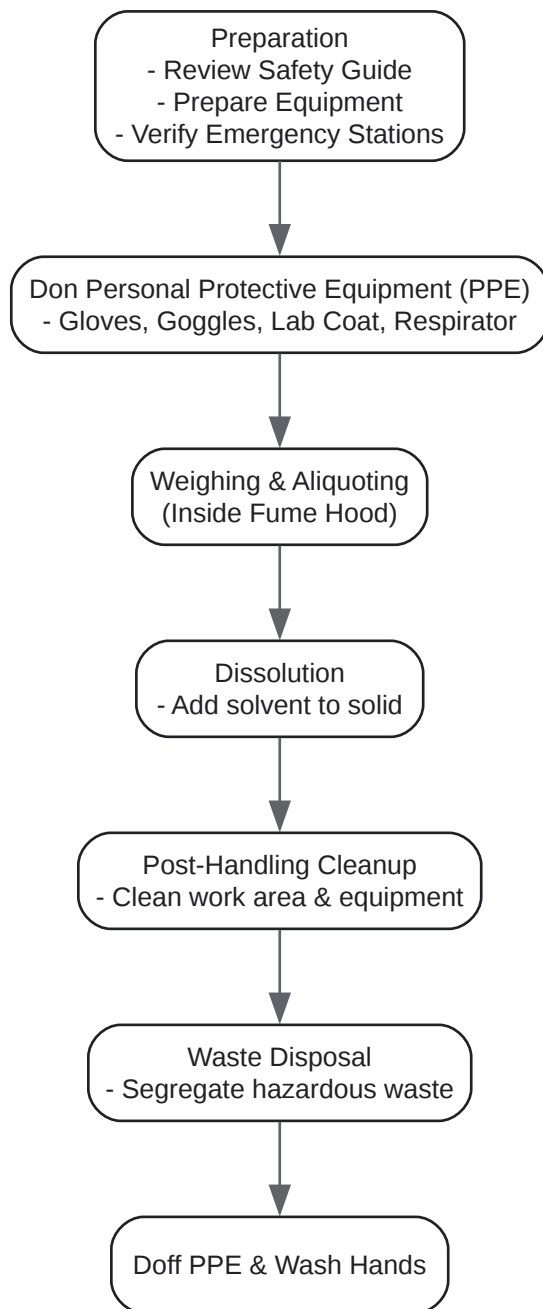 Preparation
- Review Safety Guide
- Prepare Equipment
- Verify Emergency Stations
Don Personal Protective Equipment (PPE)
- Gloves, Goggles, Lab Coat, Respirator
Weighing & Aliquoting
(Inside Fume Hood)
Dissolution
- Add solvent to solid
Post-Handling Cleanup
- Clean work area & equipment
Waste Disposal
- Segregate hazardous waste
Doff PPE & Wash Hands